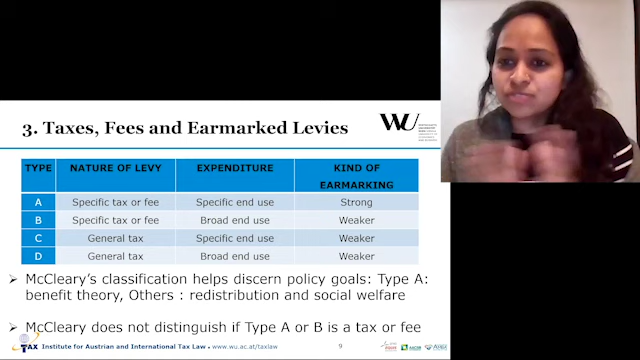 3. Taxes, Fees and Earmarked Levies
WU
TYPE NATURE OF LEVY EXPENDITURE KIND OF
EARMARKING
A Specific tax or fee Specific end use Strong
B Specific tax or fee Broad end use Weaker
C General tax Specific end use Weaker
D General tax Broad end use Weaker
➢ McCleary’s classification helps discern policy goals: Type A:
benefit theory, Others : redistribution and social welfare
➢ McCleary does not distinguish if Type A or B is a tax or fee
TAX Institute for Austrian and International Tax Law • www.wu.ac.at/taxlaw 9